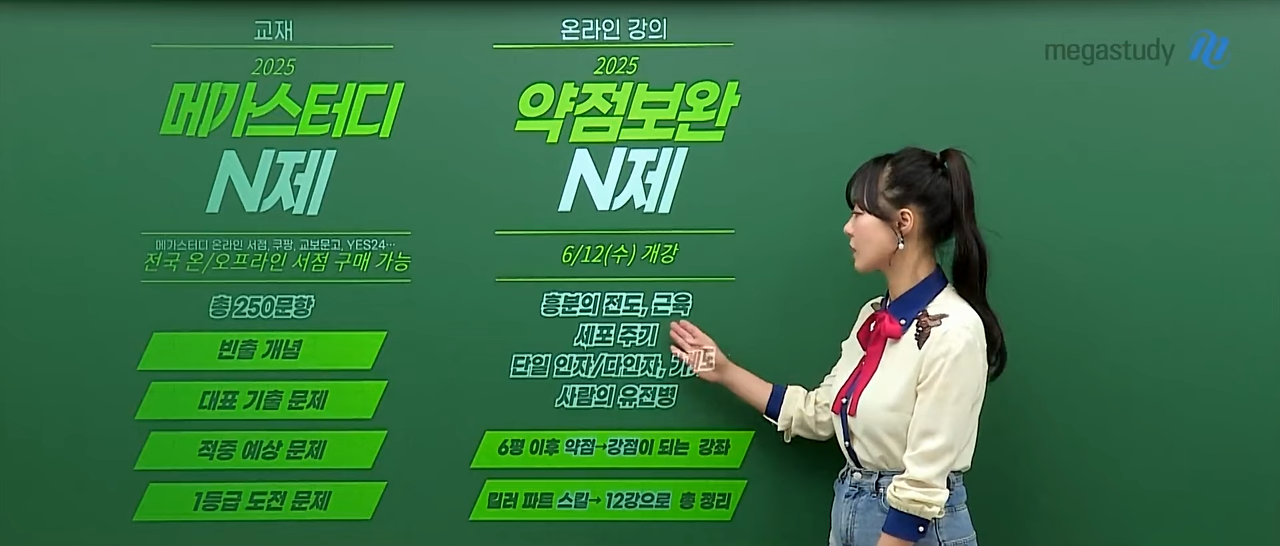 교재
2025
메가스터디
N제
메가스터디 온라인 서점, 쿠팡, 교보문고, YES24…
전국 온/오프라인 서점 구매 가능
총 250문항
빈출 개념
대표 기출 문제
적중 예상 문제
1등급 도전 문제
온라인 강의
2025
약점보완
N제
6/12(수) 개강
흥분의 전도, 근육
세포 주기
단일 인자/다인자, 가계도
사람의 유전병
6평 이후 약점→강점이 되는 강좌
킬러 파트 스킬→ 12강으로 총 정리
megastudy